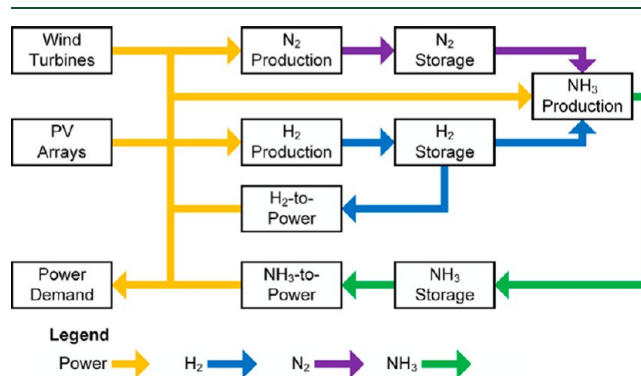 Wind
Turbines
N₂
Production
N₂
Storage
NH₃
Production
PV
Arrays
H₂
Production
H₂
Storage
H₂-to-
Power
Power
Demand
NH₃-to-
Power
NH₃
Storage
Legend
Power H₂ N₂ NH₃